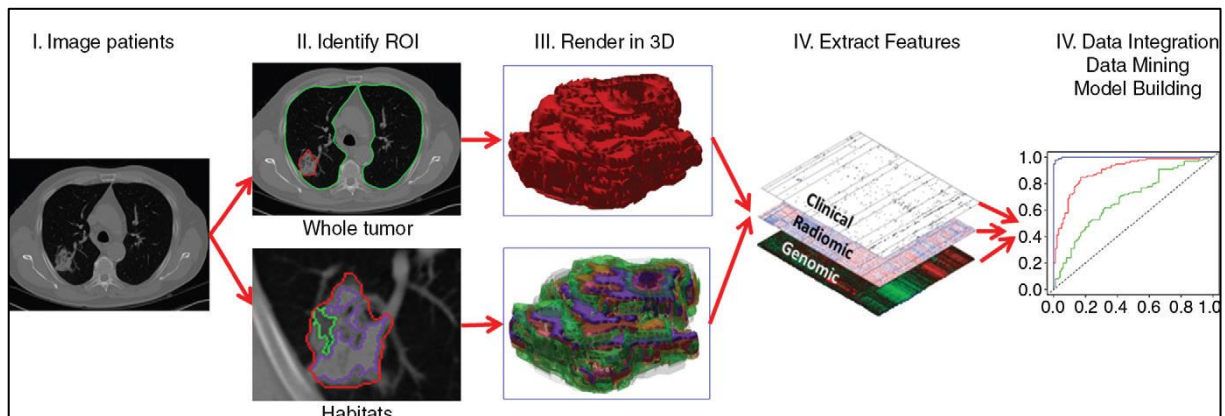 I. Image patients
II. Identify ROI
III. Render in 3D
IV. Extract Features
IV. Data Integration
Data Mining
Model Building
Whole tumor
Habitats
Clinical
Radiomic
Genomic
1.0
0.8
0.6
0.4
0.2
0.0
0.0 0.2 0.4 0.6 0.8 1.0